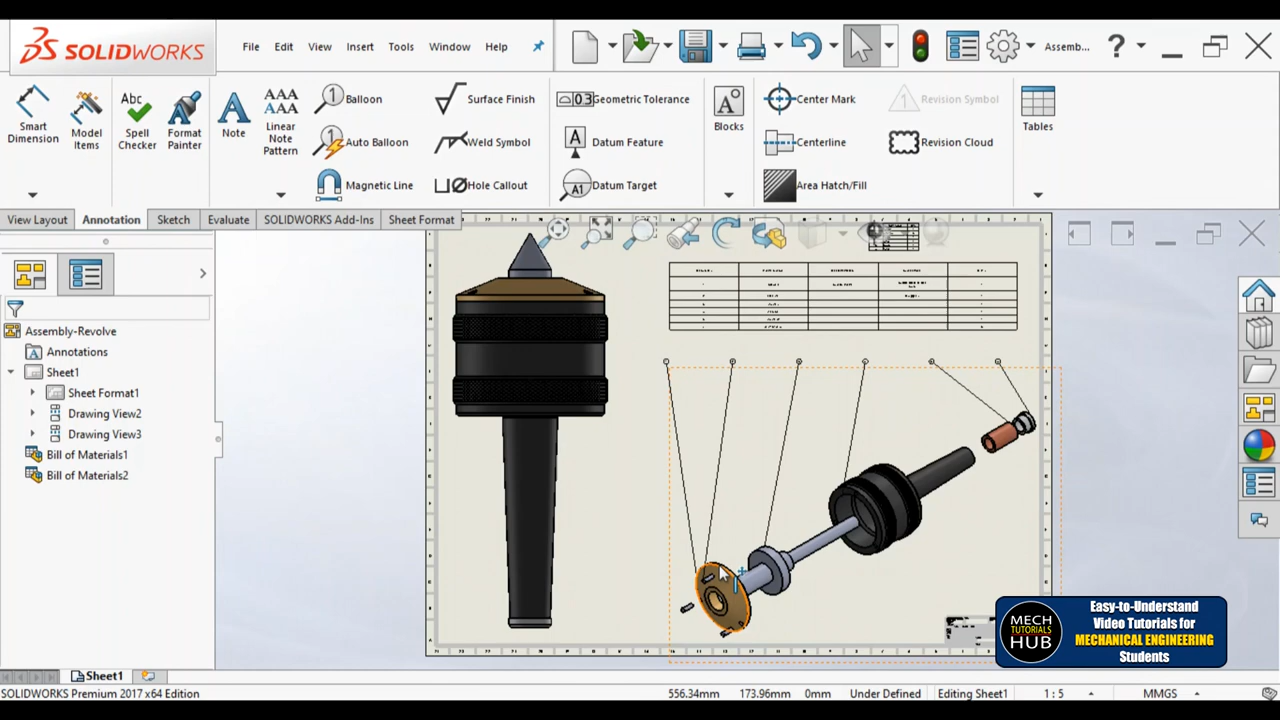 SOLIDWORKS
File Edit View Insert Tools Window Help
Assemb...
?
Smart Dimension
Model Items
Abc
Spell Checker
Format Painter
A
Note
AAA
AAA
Linear Note Pattern
1 Balloon
1 Auto Balloon
Magnetic Line
Surface Finish
Weld Symbol
Hole Callout
0.3 Geometric Tolerance
A Datum Feature
A1 Datum Target
A
Blocks
Center Mark
Centerline
Area Hatch/Fill
1 Revision Symbol
Revision Cloud
Tables
View Layout Annotation Sketch Evaluate SOLIDWORKS Add-Ins Sheet Format
Assembly-Revolve
A Annotations
Sheet1
Sheet Format1
Drawing View2
Drawing View3
Bill of Materials1
Bill of Materials2
MECH
TUTORIALS
HUB
Easy-to-Understand
Video Tutorials for
MECHANICAL ENGINEERING
Students
Sheet1
SOLIDWORKS Premium 2017 x64 Edition
556.34mm 173.96mm 0mm Under Defined Editing Sheet1 1 : 5 MMGS